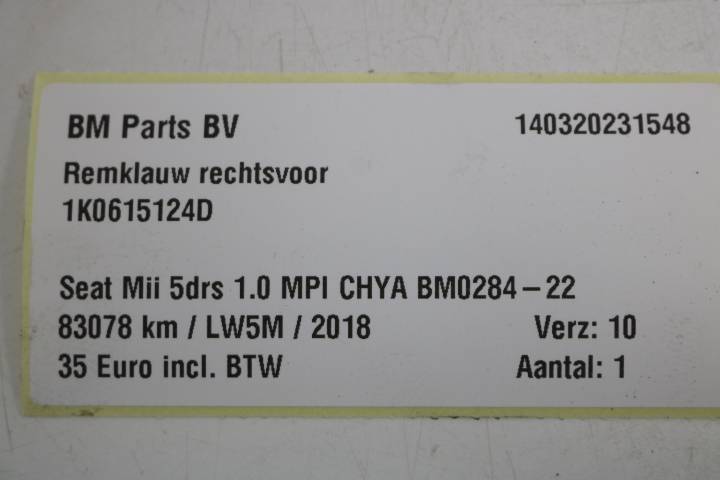 BM Parts BV 140320231548
Remklauw rechtsvoor
1K0615124D
Seat Mii 5drs 1.0 MPI CHYA BM0284-22
83078 km / LW5M / 2018 Verz: 10
35 Euro incl. BTW Aantal: 1